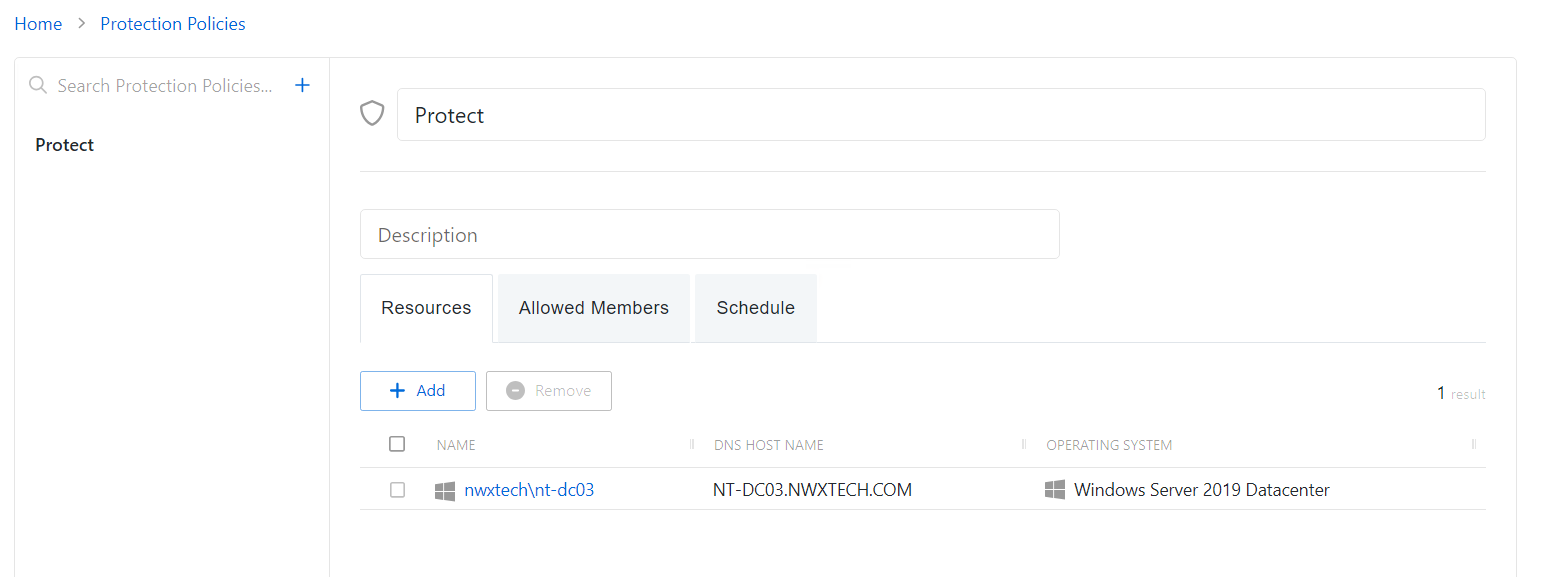 Home > Protection Policies
Search Protection Policies... +
Protect
Protect
Description
Resources Allowed Members Schedule
+ Add Remove 1 result
NAME DNS HOST NAME OPERATING SYSTEM
nwxtech\nt-dc03 NT-DC03.NWXTECH.COM Windows Server 2019 Datacenter